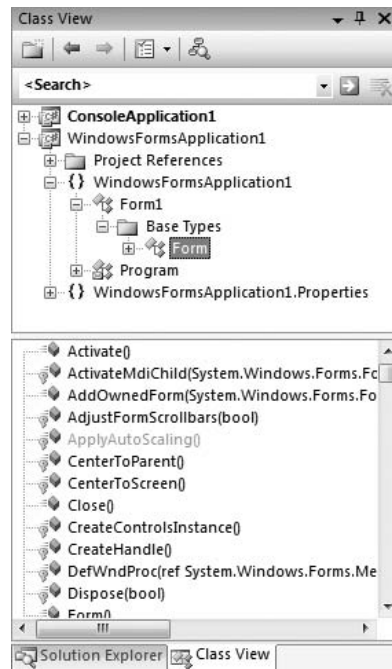 Class View
<Search>
ConsoleApplication1
WindowsFormsApplication1
Project References
{} WindowsFormsApplication1
Form1
Base Types
Form
Program
{} WindowsFormsApplication1.Properties
Activate()
ActivateMdiChild(System.Windows.Forms.Fc
AddOwnedForm(System.Windows.Forms.Fo
AdjustFormScrollbars(bool)
ApplyAutoScaling()
CenterToParent()
CenterToScreen()
Close()
CreateControlsInstance()
CreateHandle()
DefWndProc(ref System.Windows.Forms.Me
Dispose(bool)
Form()
Solution Explorer Class View